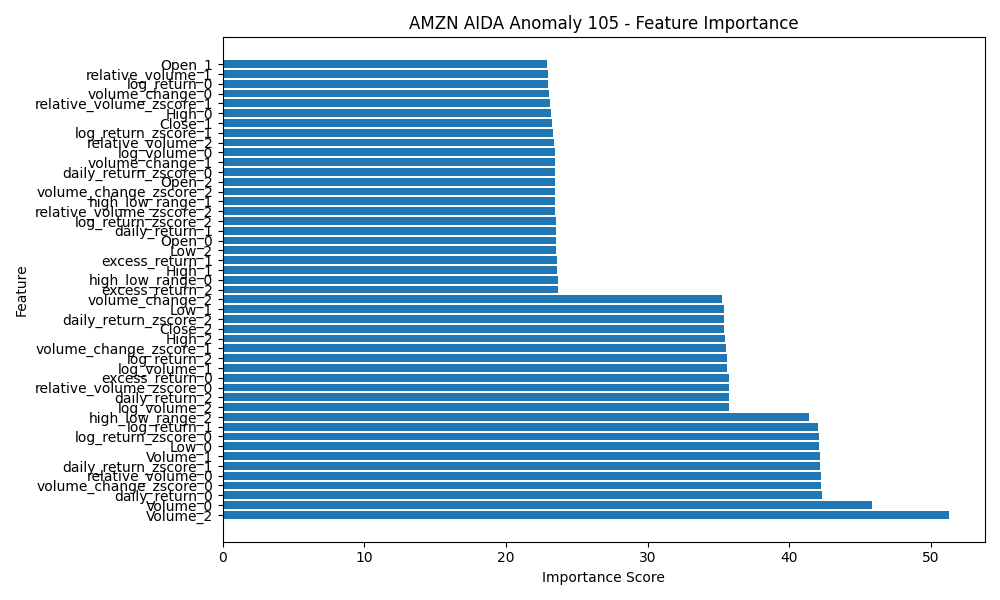 AMZN AIDA Anomaly 105 - Feature Importance
Open_1
relative_volume_1
log_return_0
volume_change_0
relative_volume_zscore_1
High_0
Close_1
log_return_zscore_1
relative_volume_2
log_volume_0
volume_change_1
daily_return_zscore_0
Open_2
volume_change_zscore_2
high_low_range_1
relative_volume_zscore_2
log_return_zscore_2
daily_return_1
Open_0
Low_2
excess_return_1
High_1
high_low_range_0
excess_return_2
volume_change_2
Low_1
daily_return_zscore_2
Close_2
High_2
volume_change_zscore_1
log_return_2
log_volume_1
excess_return_0
relative_volume_zscore_0
daily_return_2
log_volume_2
high_low_range_2
log_return_1
log_return_zscore_0
Low_0
Volume_1
daily_return_zscore_1
relative_volume_0
volume_change_zscore_0
daily_return_0
Volume_0
Volume_2
Feature
0 10 20 30 40 50
Importance Score